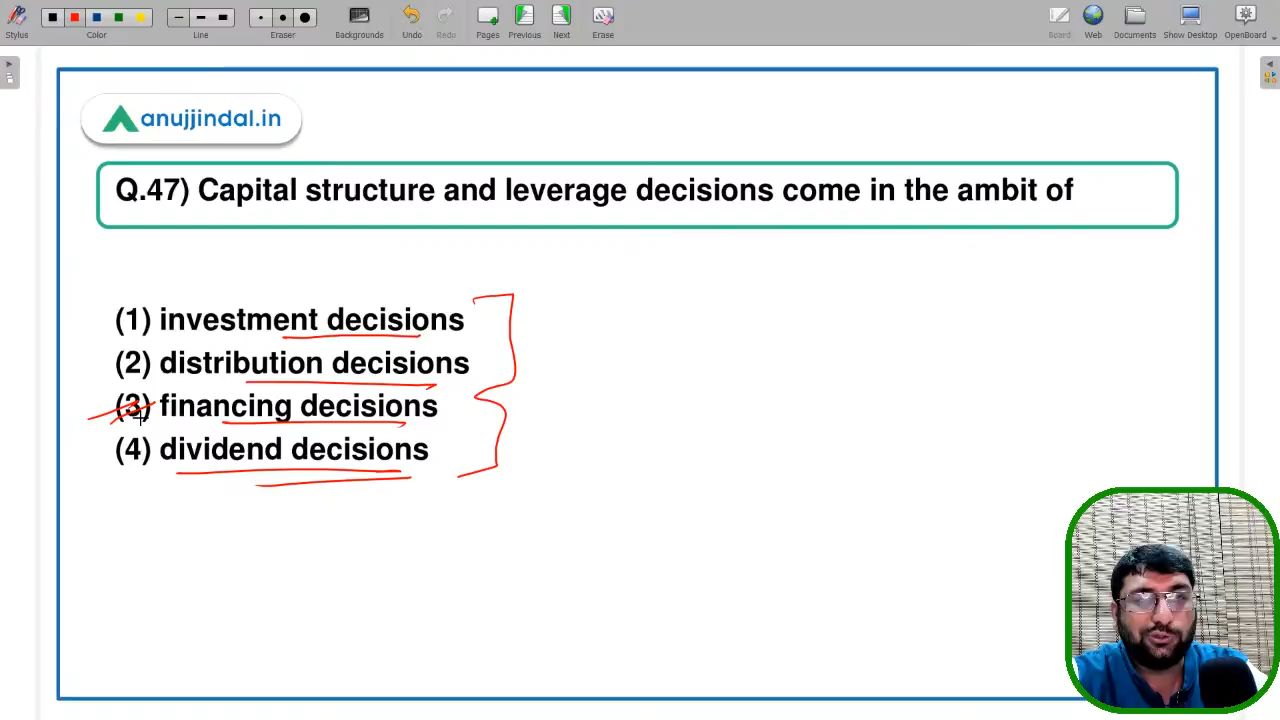 Stylus
Color
Line
Eraser
Backgrounds
Undo
Redo
Pages
Previous
Next
Erase
Board
Web
Documents
Show Desktop
OpenBoard
anujjindal.in
Q.47) Capital structure and leverage decisions come in the ambit of
(1) investment decisions
(2) distribution decisions
(3) financing decisions
(4) dividend decisions